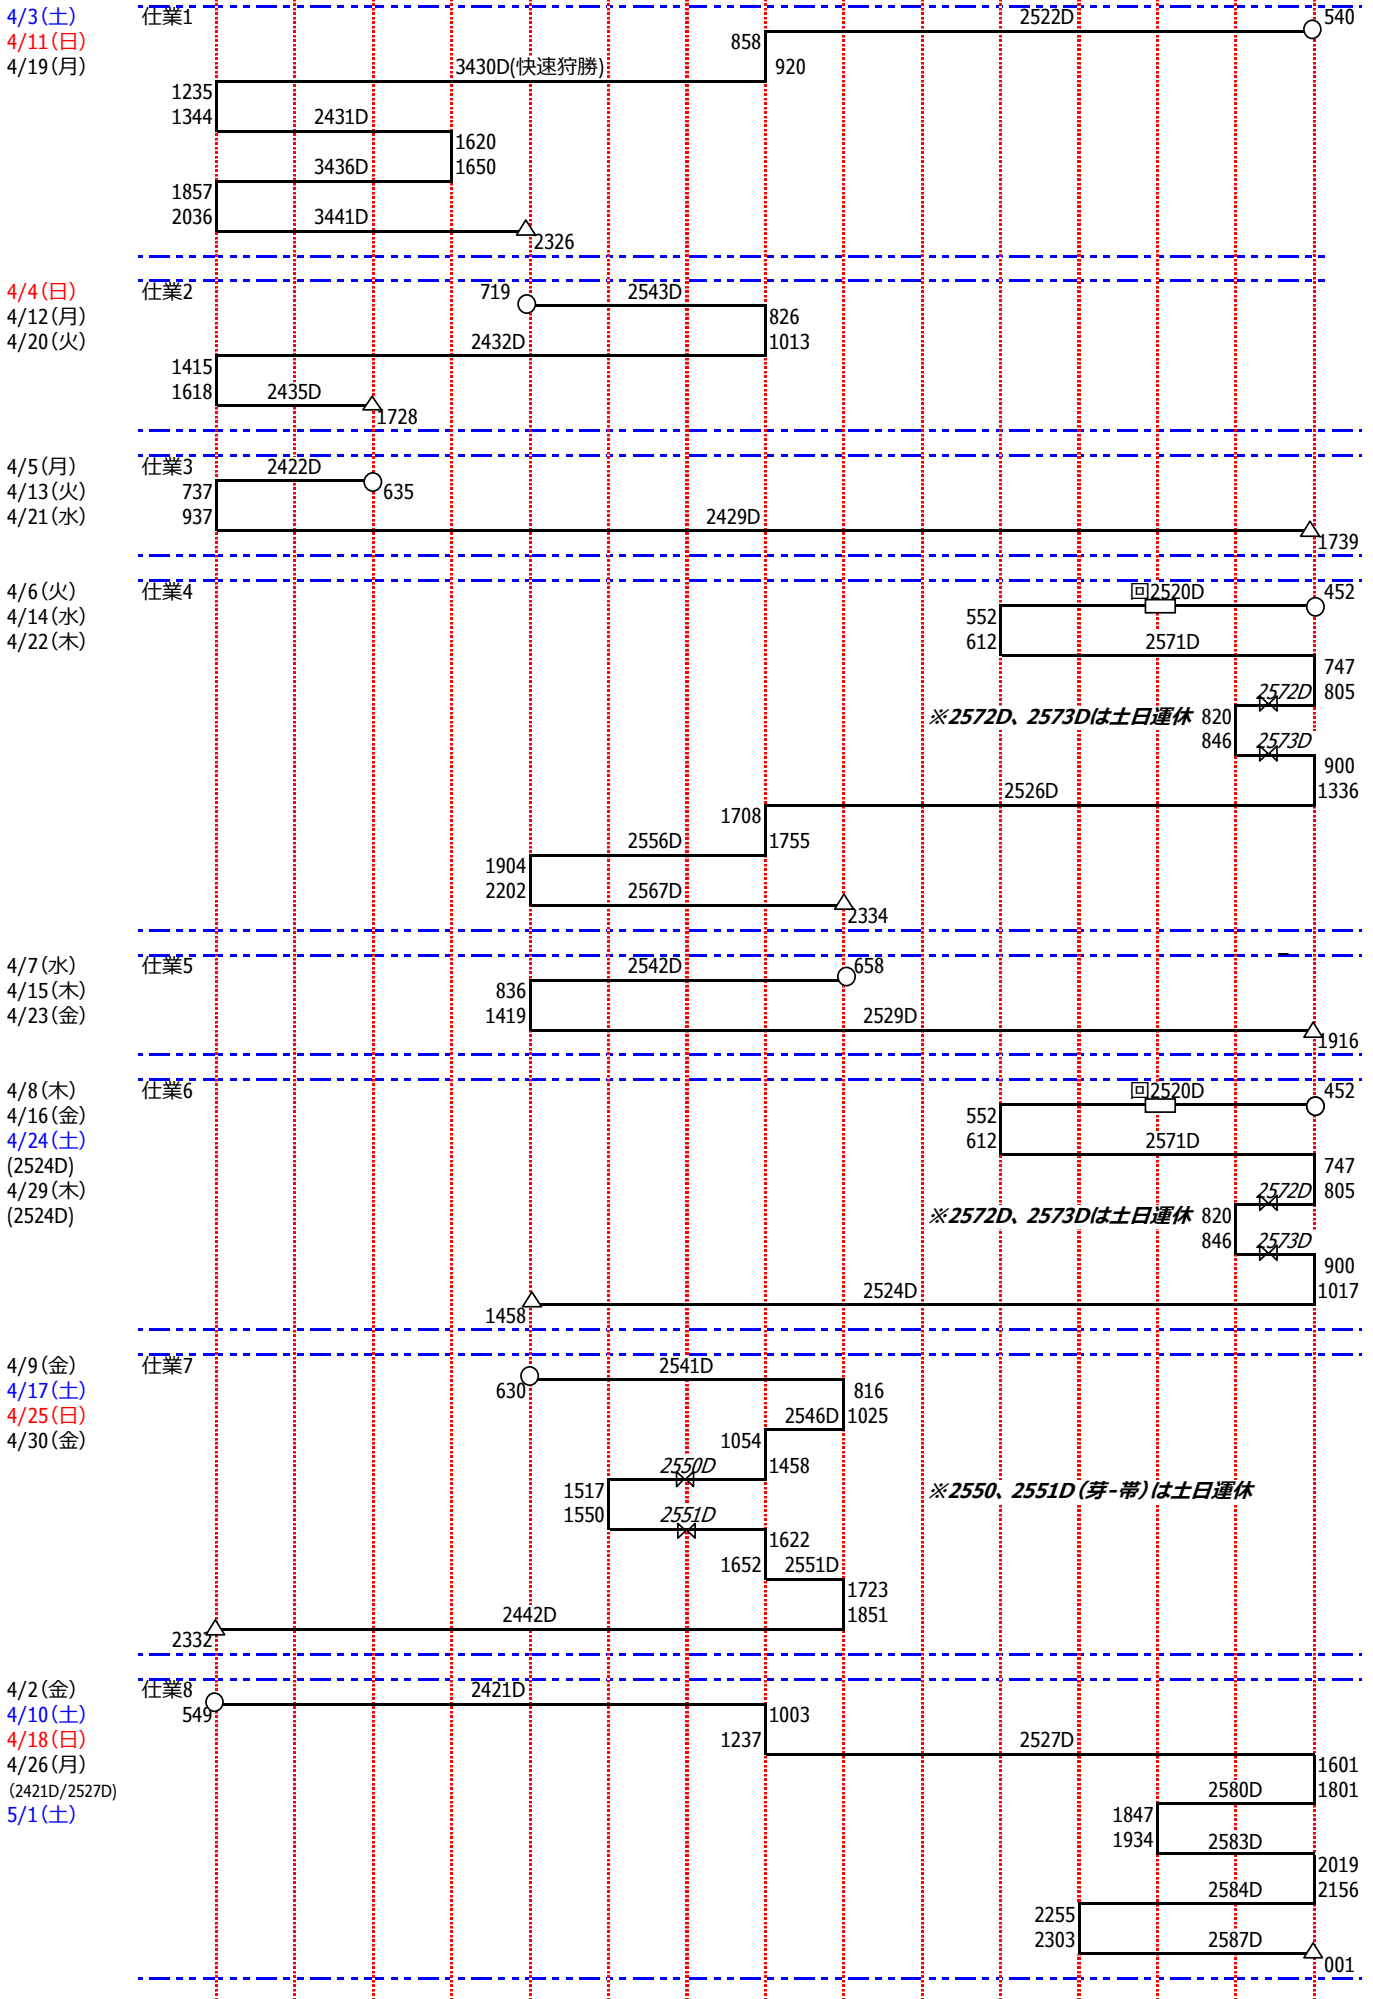 4/3(土)
仕業1
2522D
540
4/11(日)
858
4/19(月)
3430D(快速狩勝)
920
1235
1344
2431D
1620
3436D
1650
1857
2036
3441D
2326
4/4(日)
仕業2
719
2543D
4/12(月)
826
4/20(火)
2432D
1013
1415
1618
2435D
1728
4/5(月)
仕業3
2422D
4/13(火)
737
635
4/21(水)
937
2429D
1739
4/6(火)
仕業4
回2520D
452
4/14(水)
552
4/22(木)
612
2571D
747
2572D
805
※2572D、2573Dは土日運休
820
846
2573D
900
2526D
1336
1708
2556D
1755
1904
2202
2567D
2334
4/7(水)
仕業5
2542D
658
4/15(木)
836
4/23(金)
1419
2529D
1916
4/8(木)
仕業6
回2520D
452
4/16(金)
552
4/24(土)
612
2571D
(2524D)
747
4/29(木)
2572D
805
(2524D)
※2572D、2573Dは土日運休
820
846
2573D
900
2524D
1017
1458
4/9(金)
仕業7
2541D
4/17(土)
630
816
4/25(日)
2546D
1025
4/30(金)
1054
2550D
1458
1517
※2550、2551D(芽-帯)は土日運休
1550
2551D
1622
1652
2551D
1723
2442D
1851
2332
4/2(金)
仕業8
2421D
4/10(土)
549
1003
4/18(日)
1237
2527D
4/26(月)
1601
(2421D/2527D)
2580D
1801
5/1(土)
1847
1934
2583D
2019
2584D
2156
2255
2303
2587D
001